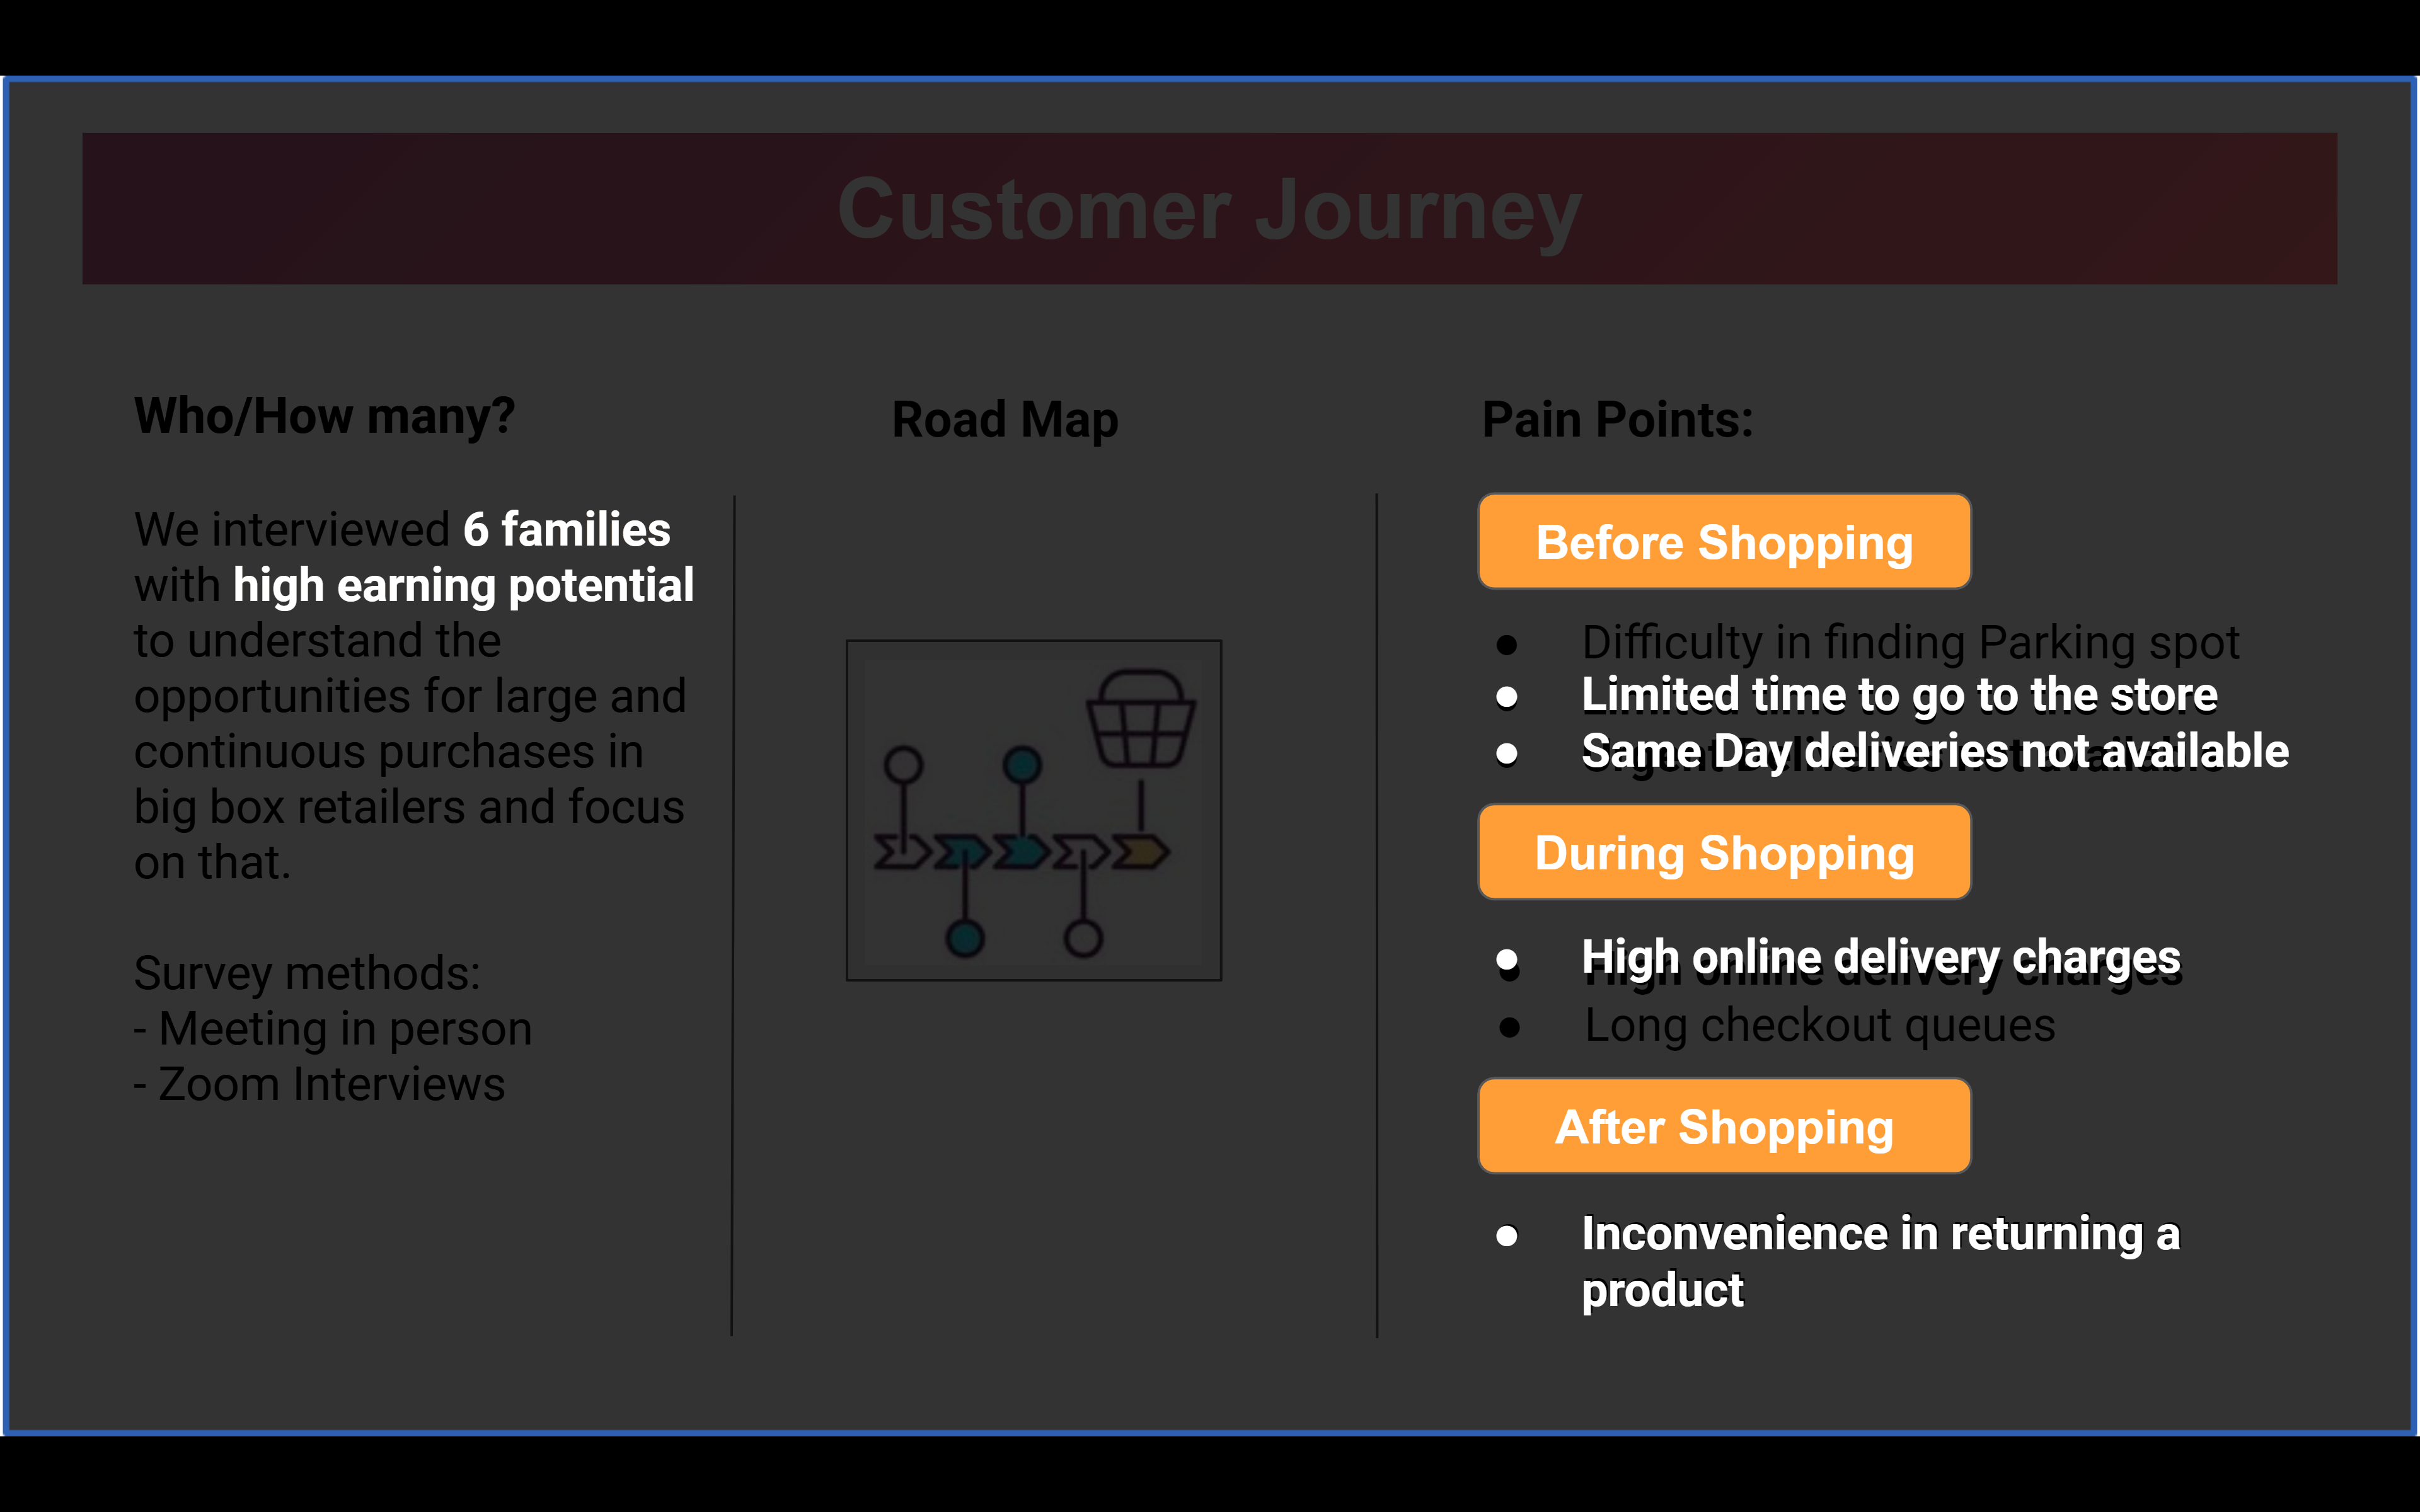 Customer Journey
Who/How many?
We interviewed 6 families
with high earning potential
to understand the
opportunities for large and
continuous purchases in
big box retailers and focus
on that.
Survey methods:
- Meeting in person
- Zoom Interviews
Road Map
Pain Points:
Before Shopping
● Difficulty in finding Parking spot
● Limited time to go to the store
● Same Day deliveries not available
During Shopping
● High online delivery charges
● Long checkout queues
After Shopping
● Inconvenience in returning a
product